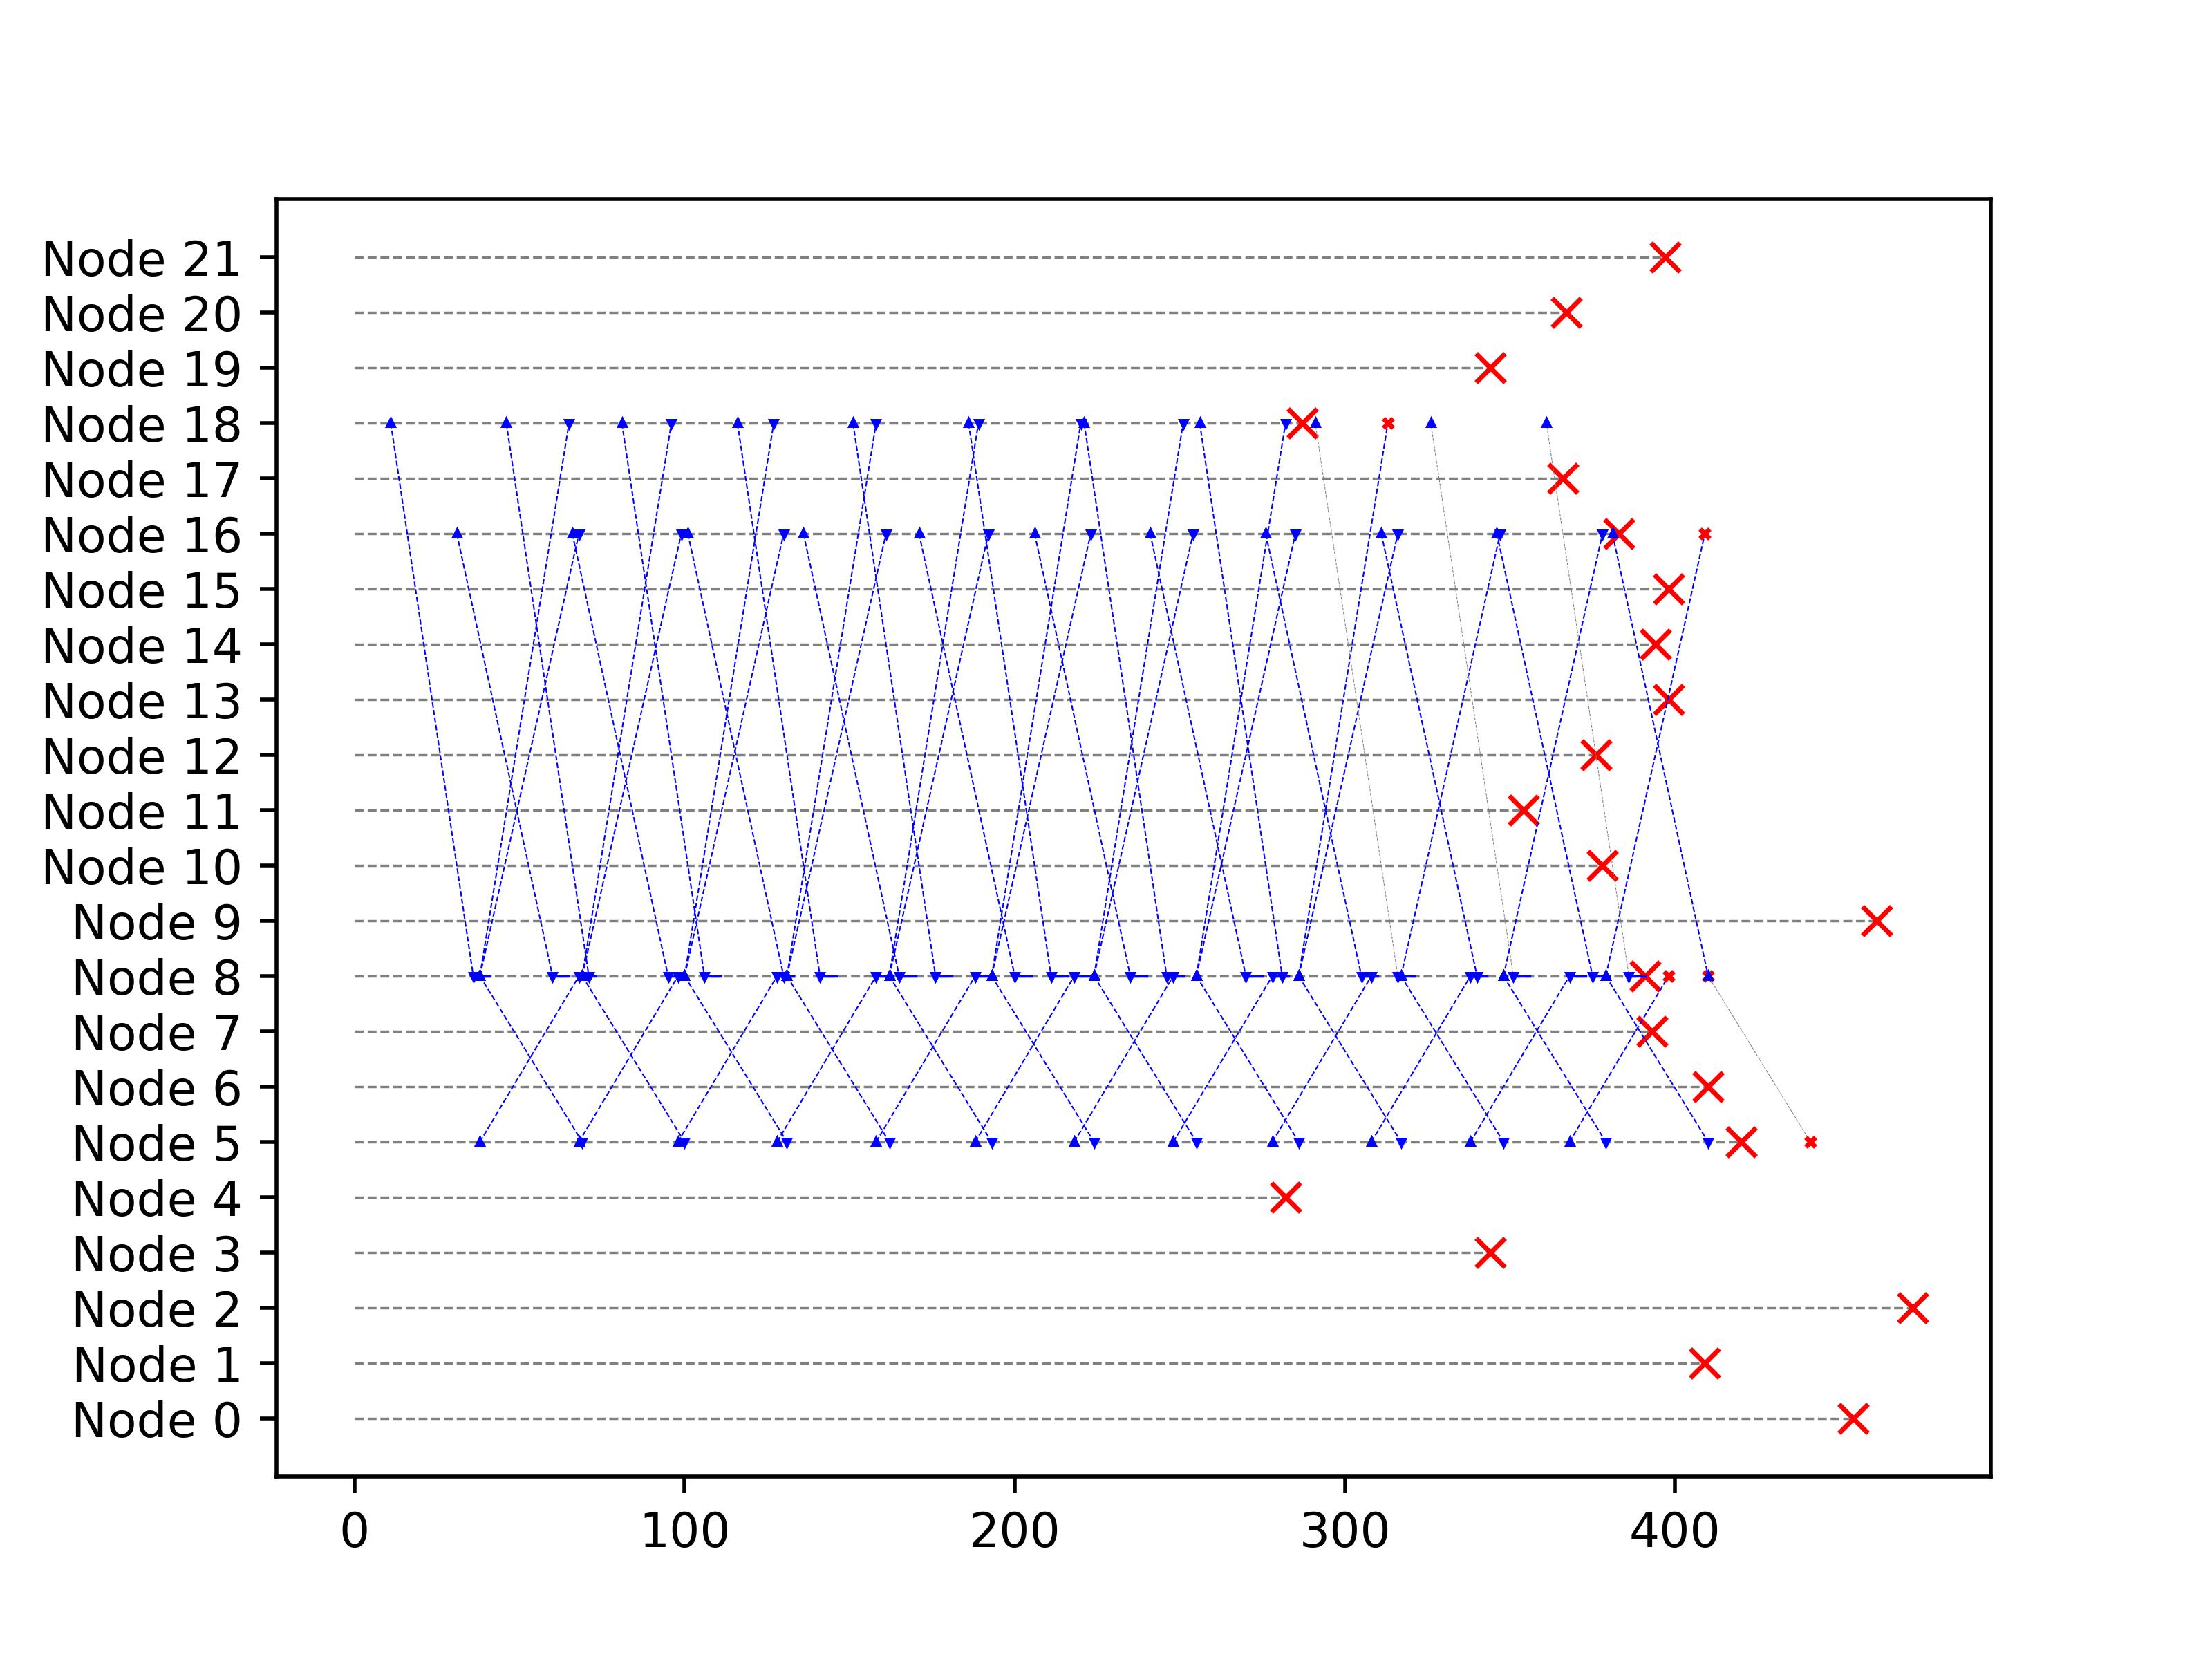 Node 21
Node 20
Node 19
Node 18
Node 17
Node 16
Node 15
Node 14
Node 13
Node 12
Node 11
Node 10
Node 9
Node 8
Node 7
Node 6
Node 5
Node 4
Node 3
Node 2
Node 1
Node 0
0 100 200 300 400